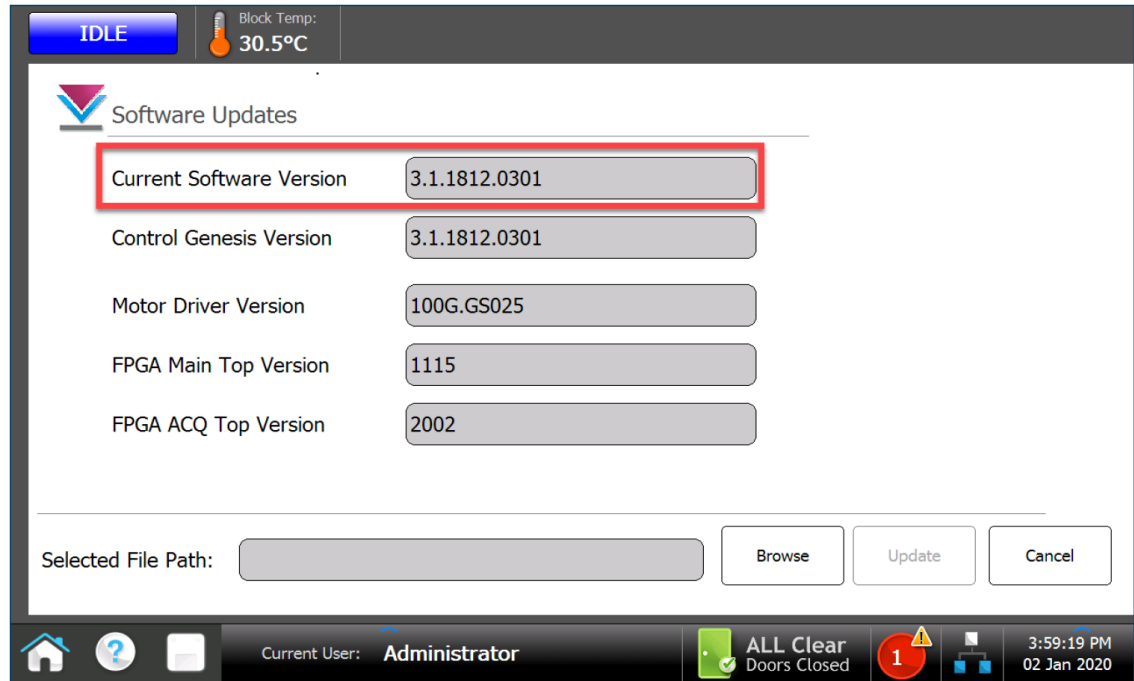 IDLE
Block Temp:
30.5°C
Software Updates
Current Software Version 3.1.1812.0301
Control Genesis Version 3.1.1812.0301
Motor Driver Version 100G.GS025
FPGA Main Top Version 1115
FPGA ACQ Top Version 2002
Selected File Path: Browse Update Cancel
? Current User: Administrator
ALL Clear
Doors Closed
1
3:59:19 PM
02 Jan 2020